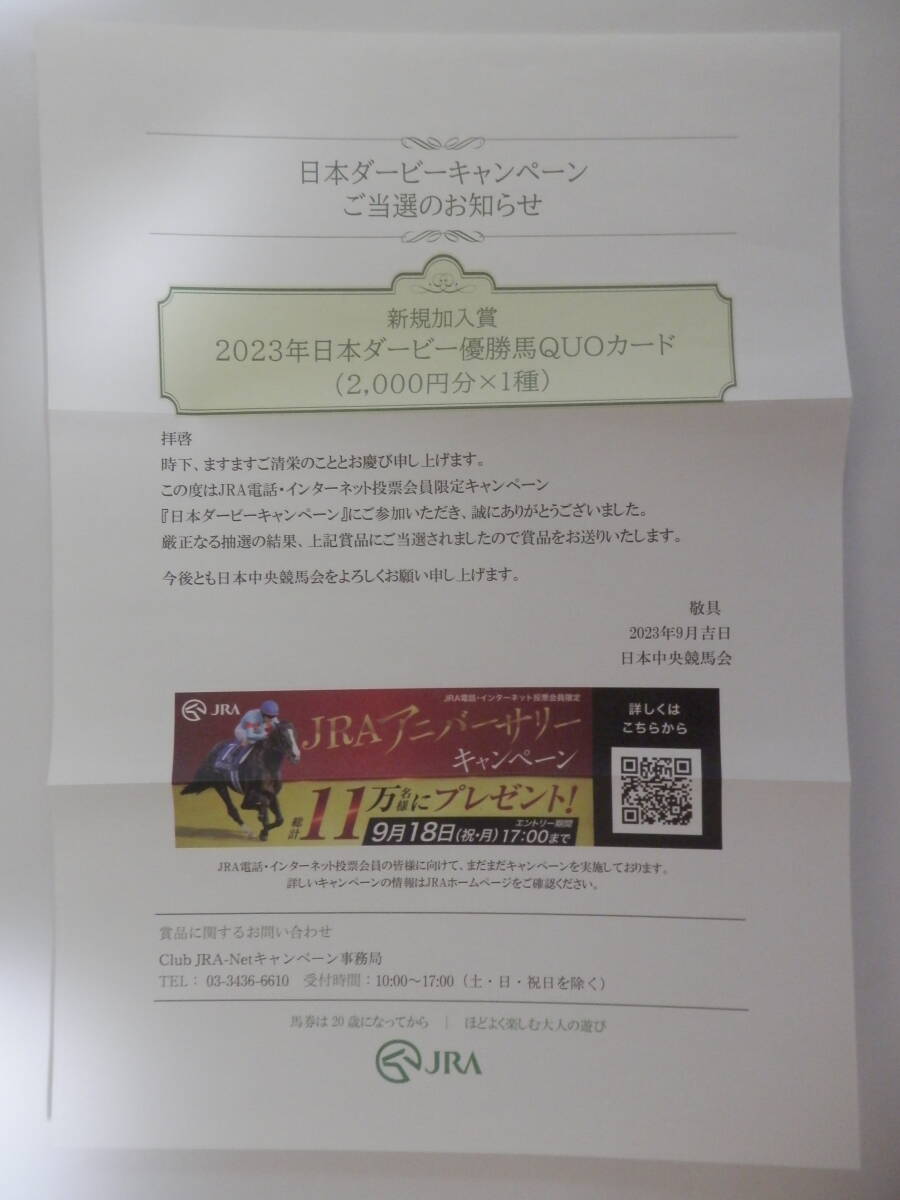 日本ダービーキャンペーン
ご当選のお知らせ
新規加入賞
2023年日本ダービー優勝馬QUOカード
(2,000円分×1種)
拝啓
時下、ますますご清栄のこととお慶び申し上げます。
この度はJRA電話・インターネット投票会員限定キャンペーン
『日本ダービーキャンペーン』にご参加いただき、誠にありがとうございました。
厳正なる抽選の結果、上記賞品にご当選されましたので賞品をお送りいたします。
今後とも日本中央競馬会をよろしくお願い申し上げます。
敬具
2023年9月吉日
日本中央競馬会
JRA
JRA電話・インターネット投票会員限定
JRAアニバーサリー
キャンペーン
総計11万名様にプレゼント!
エントリー期間
9月18日(祝・月)17:00まで
詳しくは
こちらから
JRA電話・インターネット投票会員の皆様に向けて、まだまだキャンペーンを実施しております。
詳しいキャンペーンの情報はJRAホームページをご確認ください。
賞品に関するお問い合わせ
Club JRA-Netキャンペーン事務局
TEL: 03-3436-6610 受付時間:10:00~17:00(土・日・祝日を除く)
馬券は20歳になってから | ほどよく楽しむ大人の遊び
JRA